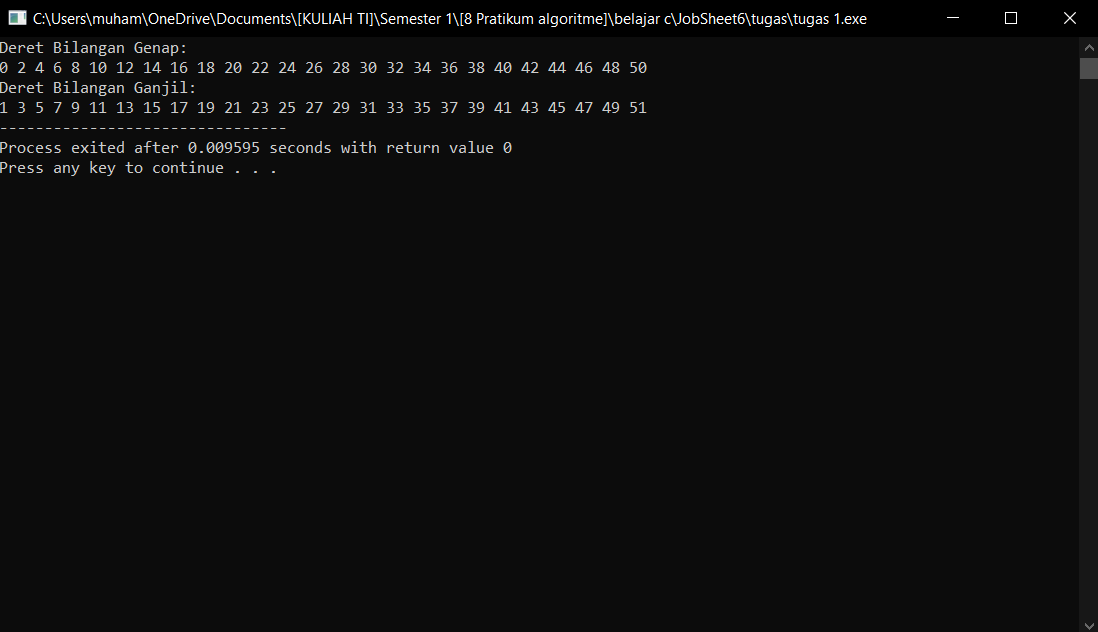 C:\Users\muham\OneDrive\Documents\[KULIAH TI]\Semester 1\[8 Pratikum algoritme]\belajar c\JobSheet6\tugas\tugas 1.exe
Deret Bilangan Genap:
0 2 4 6 8 10 12 14 16 18 20 22 24 26 28 30 32 34 36 38 40 42 44 46 48 50
Deret Bilangan Ganjil:
1 3 5 7 9 11 13 15 17 19 21 23 25 27 29 31 33 35 37 39 41 43 45 47 49 51
--------------------------------
Process exited after 0.009595 seconds with return value 0
Press any key to continue . . .